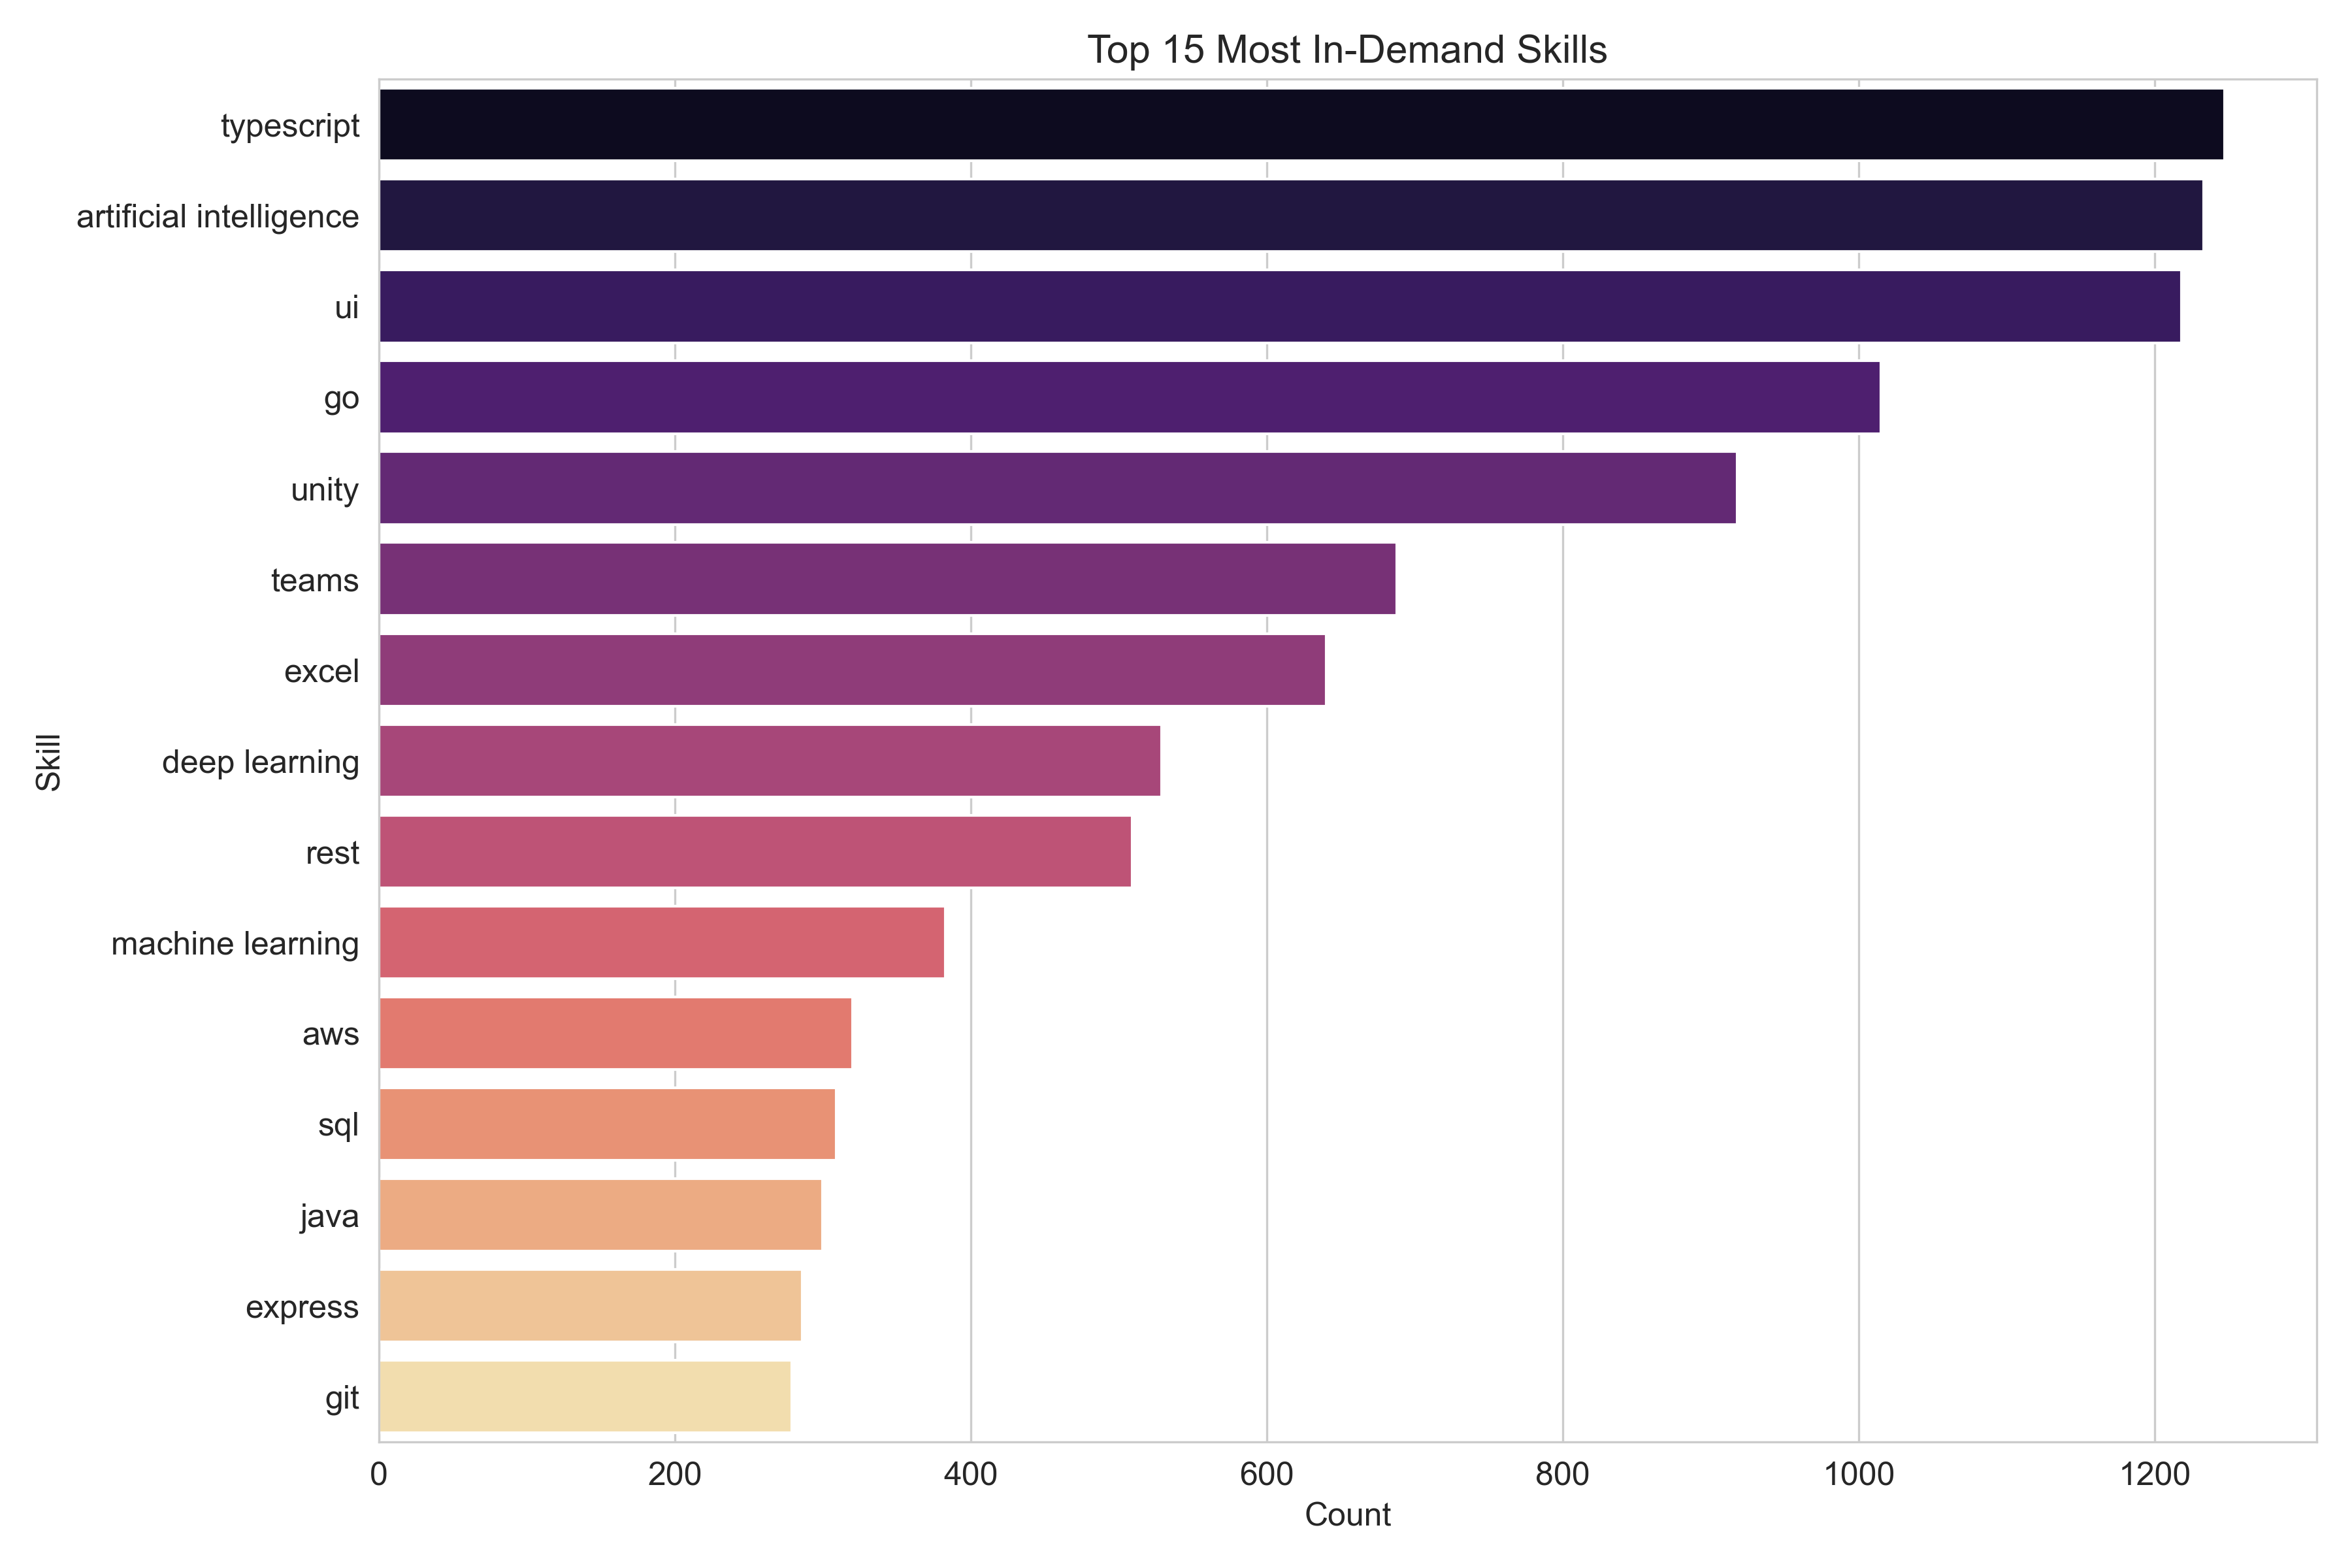 Top 15 Most In-Demand Skills
typescript
artificial intelligence
ui
go
unity
teams
excel
deep learning
rest
machine learning
aws
sql
java
express
git
Skill
0 200 400 600 800 1000 1200
Count